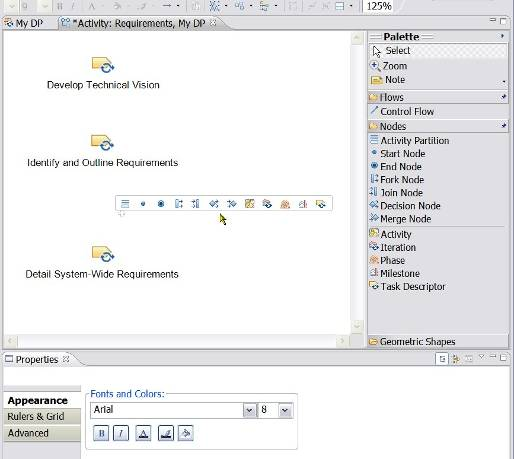 125%
My DP
*Activity: Requirements, My DP
Palette
Select
Zoom
Note
Flows
Control Flow
Nodes
Activity Partition
Start Node
End Node
Fork Node
Join Node
Decision Node
Merge Node
Activity
Iteration
Phase
Milestone
Task Descriptor
Geometric Shapes
Develop Technical Vision
Identify and Outline Requirements
Detail System-Wide Requirements
Properties
Appearance
Rulers & Grid
Advanced
Fonts and Colors:
Arial
8
B I A